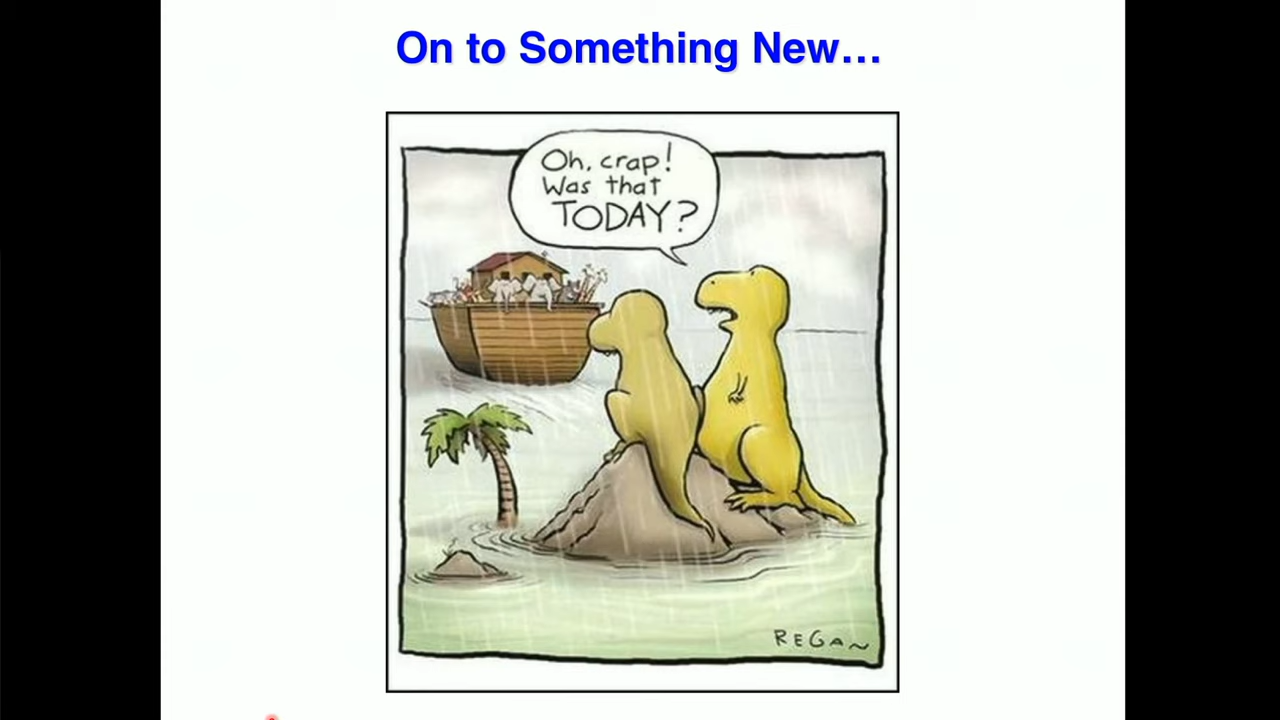 On to Something New…
Oh, crap!
Was that
TODAY?
REGAN